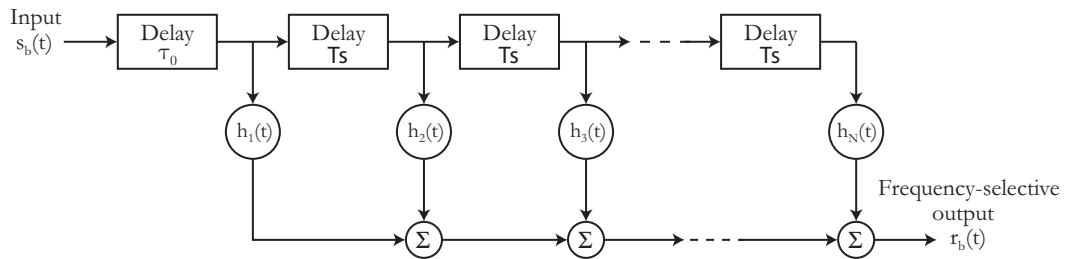 Input
s_b(t)
Delay
τ_0
Delay
Ts
Delay
Ts
Delay
Ts
h_1(t)
h_2(t)
h_3(t)
h_N(t)
Σ
Σ
Σ
Frequency-selective
output
r_b(t)